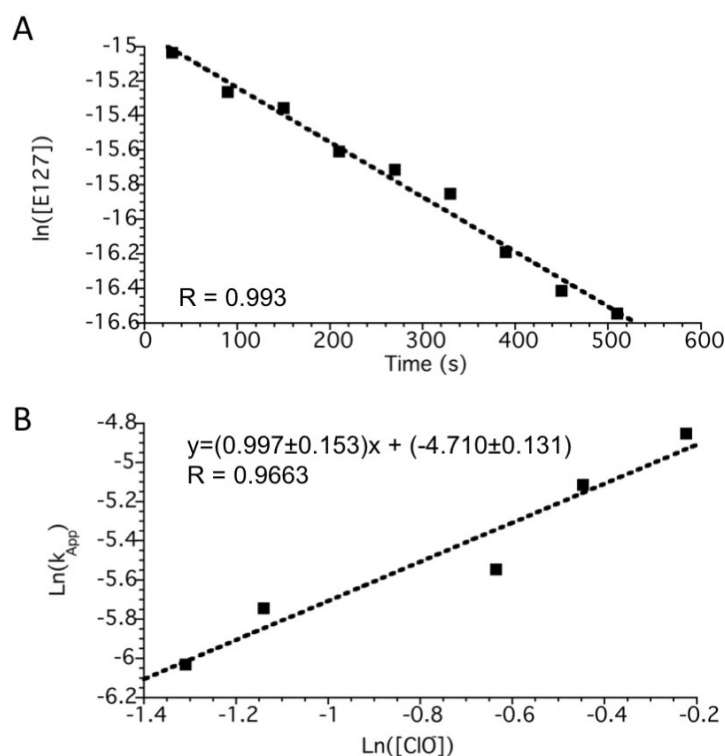 A
-15
-15.2
-15.4
-15.6
-15.8
-16
-16.2
-16.4
-16.6
ln([E127])
R = 0.993
0 100 200 300 400 500 600
Time (s)
B
-4.8
-5
-5.2
-5.4
-5.6
-5.8
-6
-6.2
Ln(k_App)
y=(0.997±0.153)x + (-4.710±0.131)
R = 0.9663
-1.4 -1.2 -1 -0.8 -0.6 -0.4 -0.2
Ln([ClO⁻])